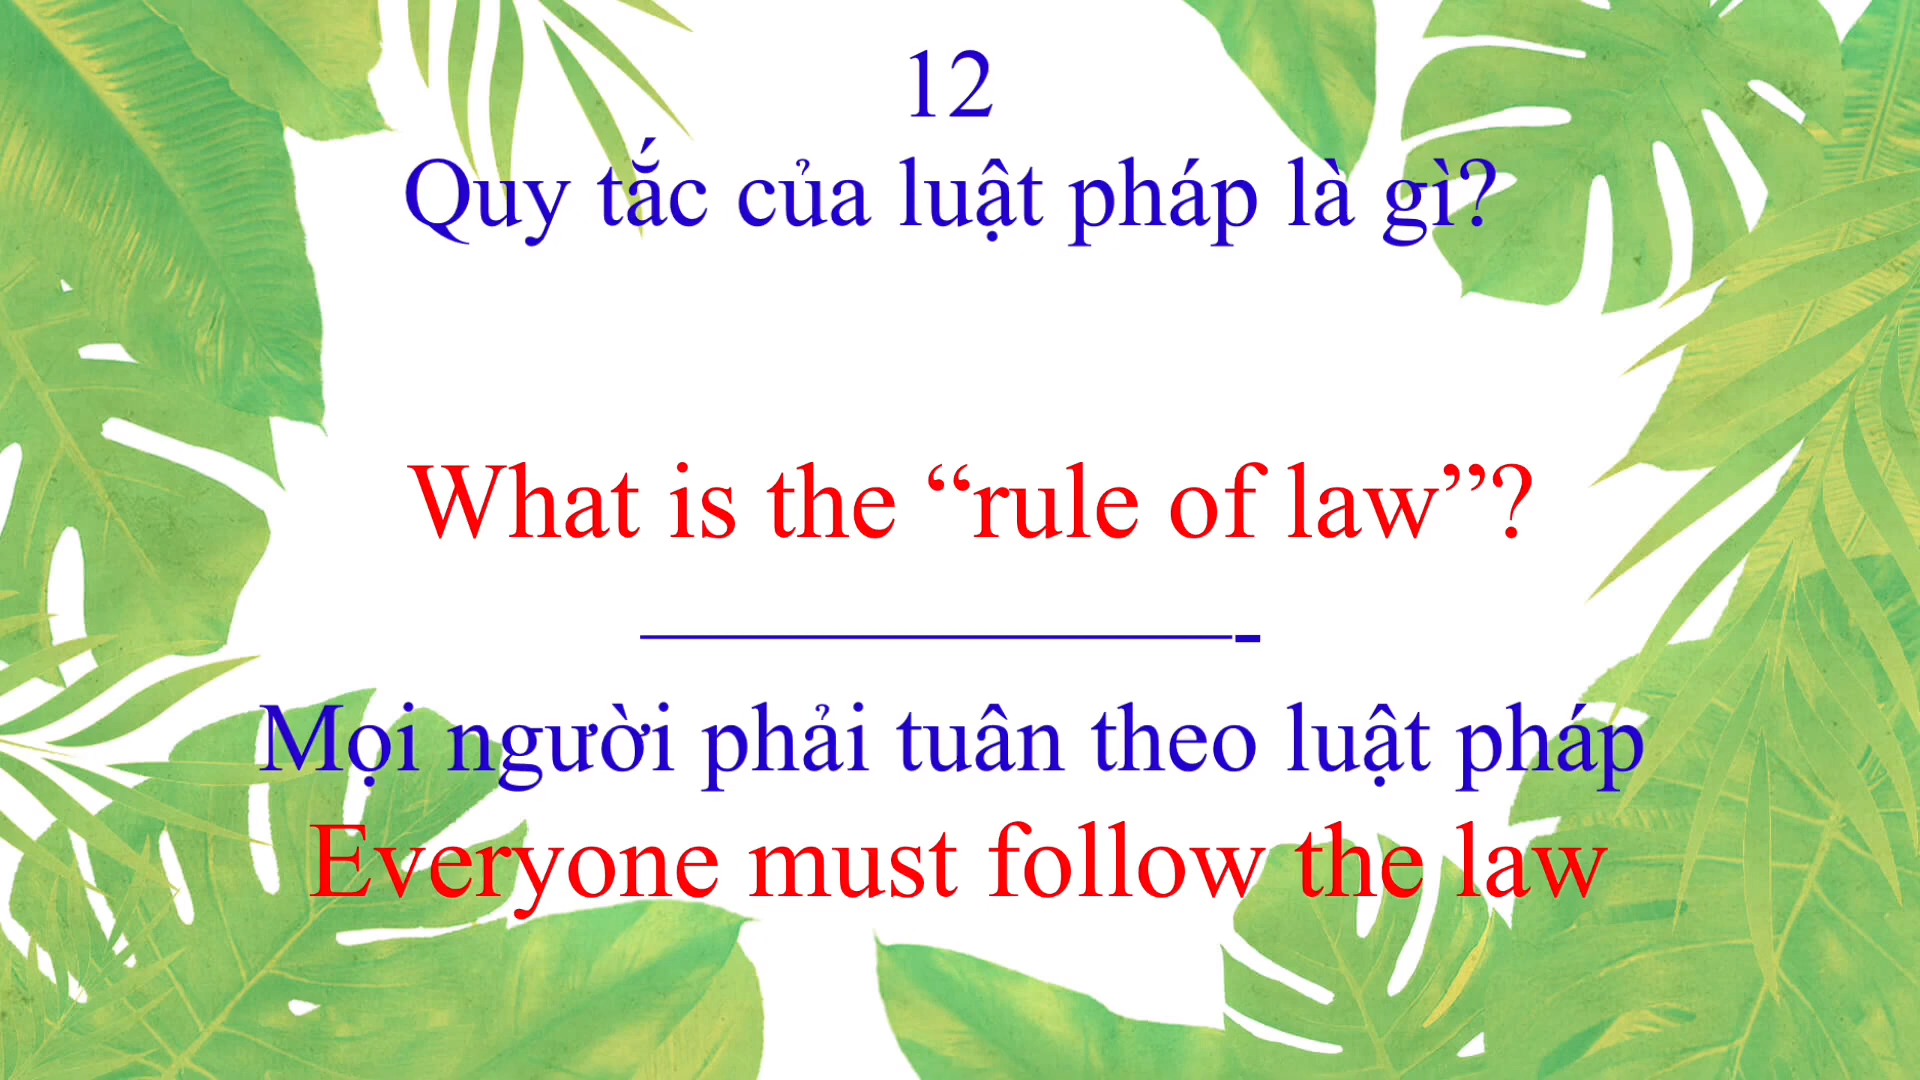 12
Quy tắc của luật pháp là gì?
What is the “rule of law”?
———————————-
Mọi người phải tuân theo luật pháp
Everyone must follow the law